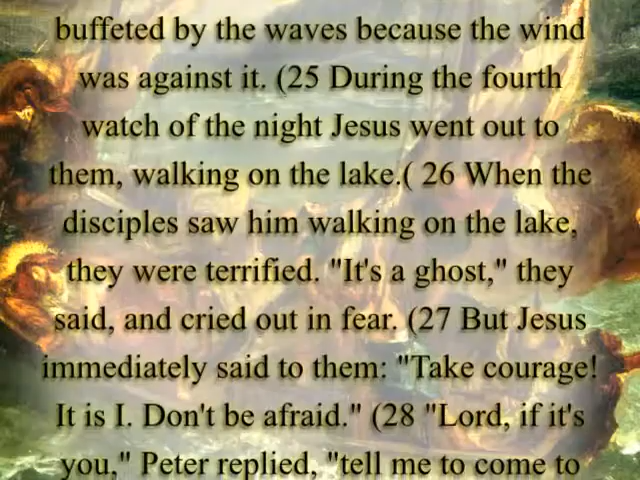 buffeted by the waves because the wind
was against it. (25 During the fourth
watch of the night Jesus went out to
them, walking on the lake.( 26 When the
disciples saw him walking on the lake,
they were terrified. "It's a ghost," they
said, and cried out in fear. (27 But Jesus
immediately said to them: "Take courage!
It is I. Don't be afraid." (28 "Lord, if it's
you," Peter replied, "tell me to come to